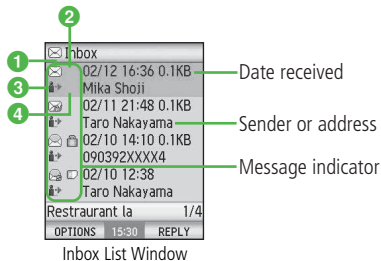 2
Inbox
1
02/12 16:36 0.1KB
Date received
3
Mika Shoji
4
02/11 21:48 0.1KB
Taro Nakayama
Sender or address
02/10 14:10 0.1KB
090392XXXX4
Message indicator
02/10 12:38
Taro Nakayama
Restraurant la 1/4
OPTIONS 15:30 REPLY
Inbox List Window